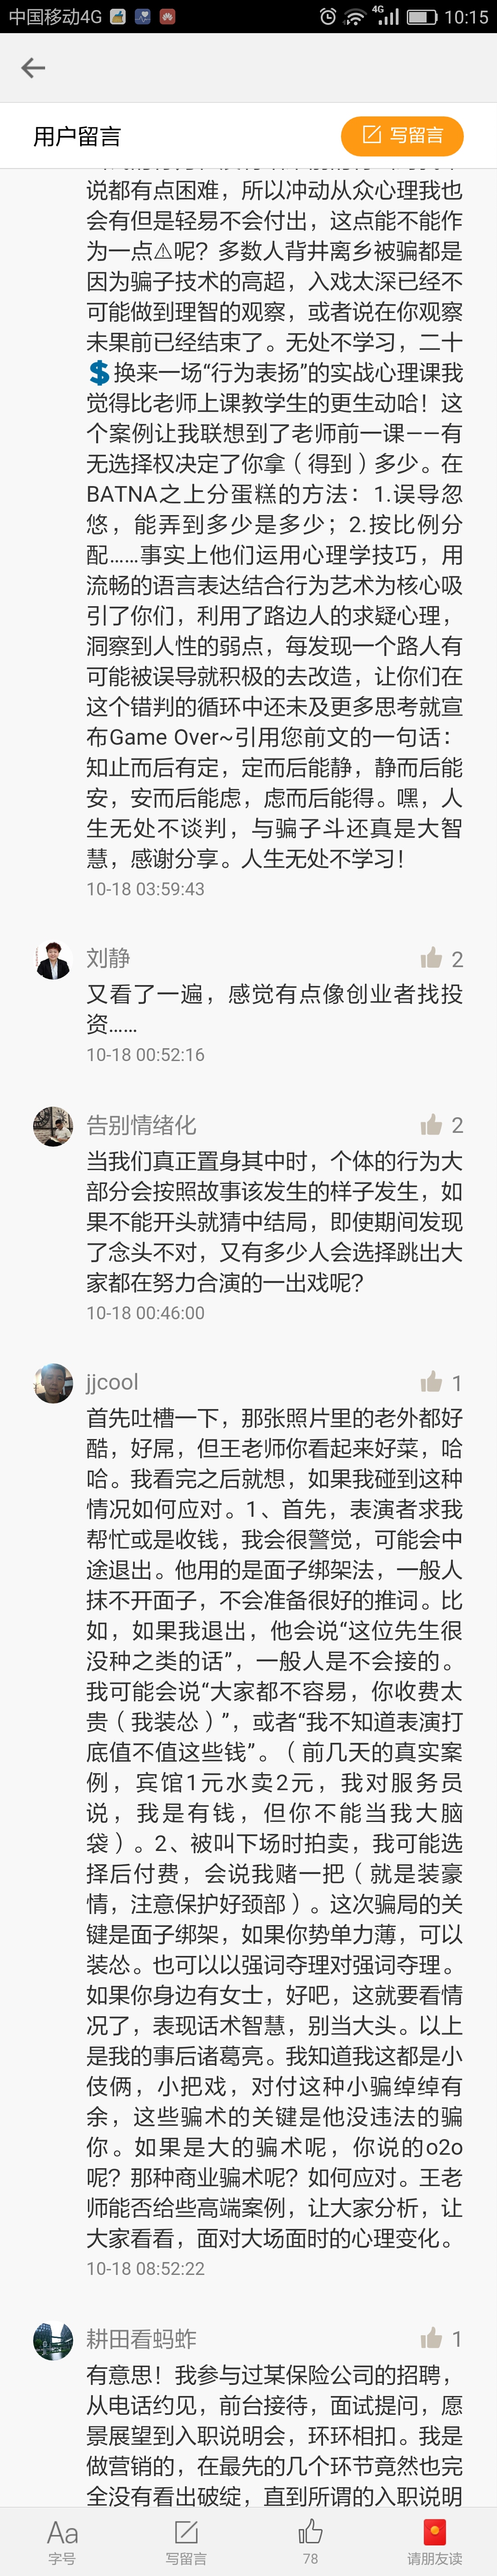 中国移动4G 4G 10:15
用户留言 写留言
说都有点困难，所以冲动从众心理我也
会有但是轻易不会付出，这点能不能作
为一点⚠呢？多数人背井离乡被骗都是
因为骗子技术的高超，入戏太深已经不
可能做到理智的观察，或者说在你观察
未果前已经结束了。无处不学习，二十
💲换来一场“行为表扬”的实战心理课我
觉得比老师上课教学生的更生动哈！这
个案例让我联想到了老师前一课——有
无选择权决定了你拿（得到）多少。在
BATNA之上分蛋糕的方法：1.误导忽
悠，能弄到多少是多少；2.按比例分
配……事实上他们运用心理学技巧，用
流畅的语言表达结合行为艺术为核心吸
引了你们，利用了路边人的求疑心理，
洞察到人性的弱点，每发现一个路人有
可能被误导就积极的去改造，让你们在
这个错判的循环中还未及更多思考就宣
布Game Over~引用您前文的一句话：
知止而后有定，定而后能静，静而后能
安，安而后能虑，虑而后能得。嘿，人
生无处不谈判，与骗子斗还真是大智
慧，感谢分享。人生无处不学习！
10-18 03:59:43
刘静 2
又看了一遍，感觉有点像创业者找投
资……
10-18 00:52:16
告别情绪化 2
当我们真正置身其中时，个体的行为大
部分会按照故事该发生的样子发生，如
果不能开头就猜中结局，即使期间发现
了念头不对，又有多少人会选择跳出大
家都在努力合演的一出戏呢？
10-18 00:46:00
jjcool 1
首先吐槽一下，那张照片里的老外都好
酷，好屌，但王老师你看起来好菜，哈
哈。我看完之后就想，如果我碰到这种
情况如何应对。1、首先，表演者求我
帮忙或是收钱，我会很警觉，可能会中
途退出。他用的是面子绑架法，一般人
抹不开面子，不会准备很好的推词。比
如，如果我退出，他会说“这位先生很
没种之类的话”，一般人是不会接的。
我可能会说“大家都不容易，你收费太
贵（我装怂）”，或者“我不知道表演打
底值不值这些钱”。（前几天的真实案
例，宾馆1元水卖2元，我对服务员
说，我是有钱，但你不能当我大脑
袋）。2、被叫下场时拍卖，我可能选
择后付费，会说我赌一把（就是装豪
情，注意保护好颈部）。这次骗局的关
键是面子绑架，如果你势单力薄，可以
装怂。也可以以强词夺理对强词夺理。
如果你身边有女士，好吧，这就要看情
况了，表现话术智慧，别当大头。以上
是我的事后诸葛亮。我知道我这都是小
伎俩，小把戏，对付这种小骗绰绰有
余，这些骗术的关键是他没违法的骗
你。如果是大的骗术呢，你说的o2o
呢？那种商业骗术呢？如何应对。王老
师能否给些高端案例，让大家分析，让
大家看看，面对大场面时的心理变化。
10-18 08:52:22
耕田看蚂蚱 1
有意思！我参与过某保险公司的招聘，
从电话约见，前台接待，面试提问，愿
景展望到入职说明会，环环相扣。我是
做营销的，在最先的几个环节竟然也完
全没有看出破绽，直到所谓的入职说明
Aa 字号 写留言 78 请朋友读